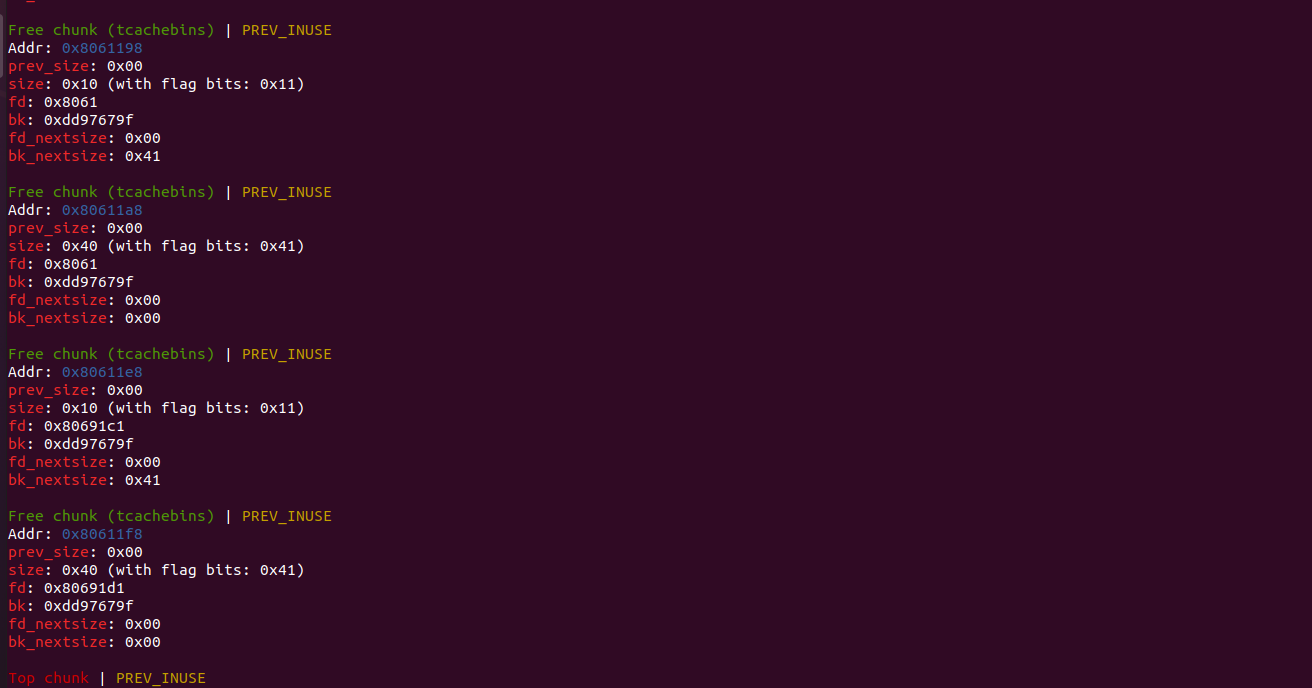 Free chunk (tcachebins) | PREV_INUSE
Addr: 0x8061198
prev_size: 0x00
size: 0x10 (with flag bits: 0x11)
fd: 0x8061
bk: 0xdd97679f
fd_nextsize: 0x00
bk_nextsize: 0x41
Free chunk (tcachebins) | PREV_INUSE
Addr: 0x80611a8
prev_size: 0x00
size: 0x40 (with flag bits: 0x41)
fd: 0x8061
bk: 0xdd97679f
fd_nextsize: 0x00
bk_nextsize: 0x00
Free chunk (tcachebins) | PREV_INUSE
Addr: 0x80611e8
prev_size: 0x00
size: 0x10 (with flag bits: 0x11)
fd: 0x80691c1
bk: 0xdd97679f
fd_nextsize: 0x00
bk_nextsize: 0x41
Free chunk (tcachebins) | PREV_INUSE
Addr: 0x80611f8
prev_size: 0x00
size: 0x40 (with flag bits: 0x41)
fd: 0x80691d1
bk: 0xdd97679f
fd_nextsize: 0x00
bk_nextsize: 0x00
Top chunk | PREV_INUSE